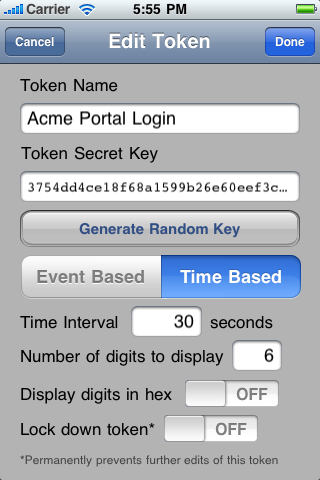 Carrier 5:55 PM
Cancel Edit Token Done
Token Name
Acme Portal Login
Token Secret Key
3754dd4ce18f68a1599b26e60eef3c…
Generate Random Key
Event Based Time Based
Time Interval 30 seconds
Number of digits to display 6
Display digits in hex OFF
Lock down token* OFF
*Permanently prevents further edits of this token